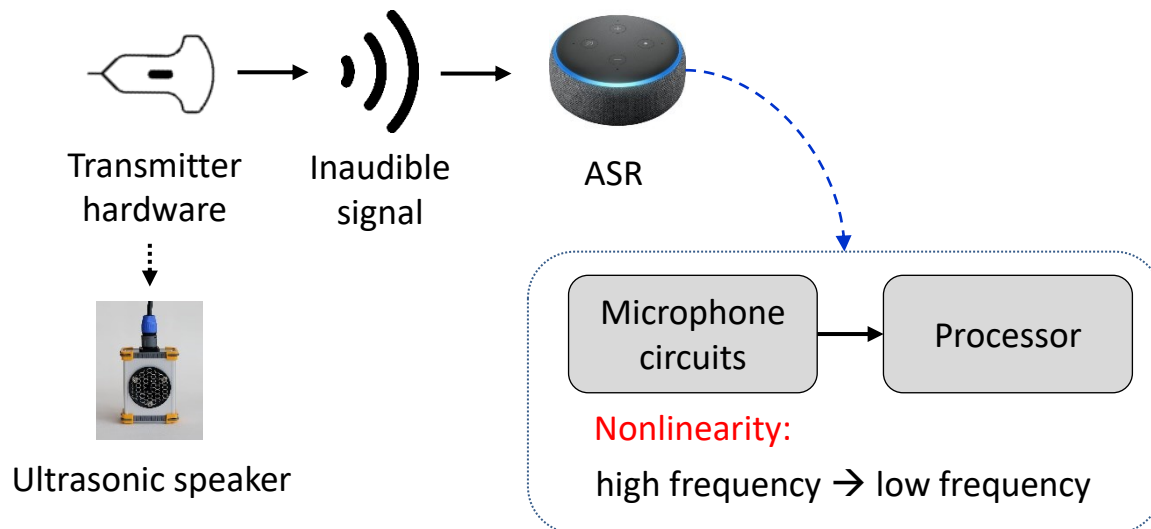 Transmitter
hardware
Inaudible
signal
ASR
Ultrasonic speaker
Microphone
circuits
Processor
Nonlinearity:
high frequency → low frequency